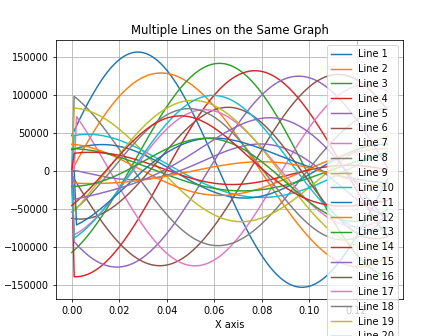 Multiple Lines on the Same Graph
150000
100000
50000
0
−50000
−100000
−150000
0.00
0.02
0.04
0.06
0.08
0.10
X axis
Line 1
Line 2
Line 3
Line 4
Line 5
Line 6
Line 7
Line 8
Line 9
Line 10
Line 11
Line 12
Line 13
Line 14
Line 15
Line 16
Line 17
Line 18
Line 19
Line 20